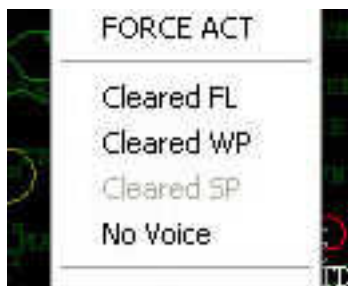 FORCE ACT
Cleared FL
Cleared WP
Cleared SP
No Voice